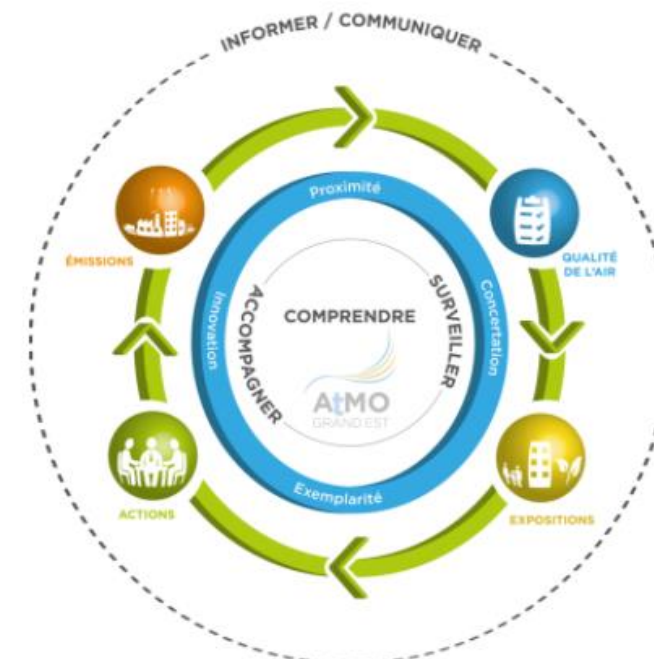 INFORMER / COMMUNIQUER
Proximité
ÉMISSIONS
QUALITÉ
DE L'AIR
Innovation
ACCOMPAGNER
COMPRENDRE
SURVEILLER
Concertation
AtMO
GRAND EST
Exemplarité
ACTIONS
EXPOSITIONS